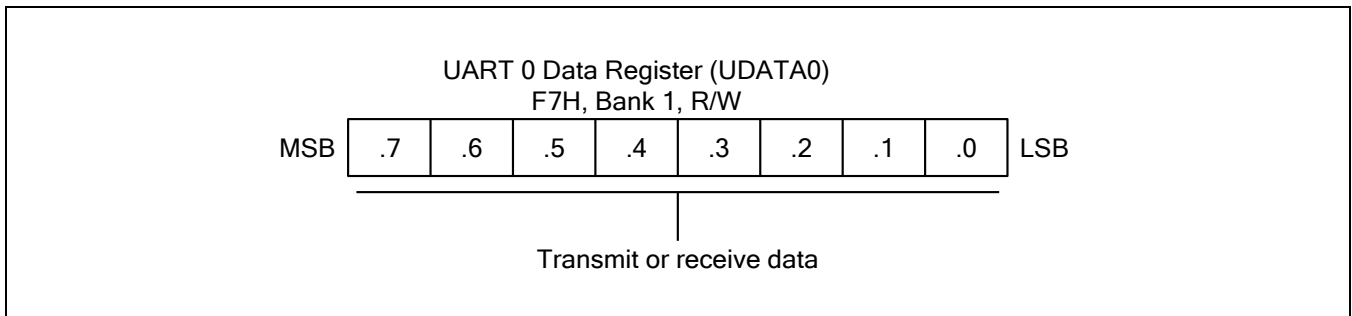 UART 0 Data Register (UDATA0)
F7H, Bank 1, R/W
MSB .7 .6 .5 .4 .3 .2 .1 .0 LSB
Transmit or receive data